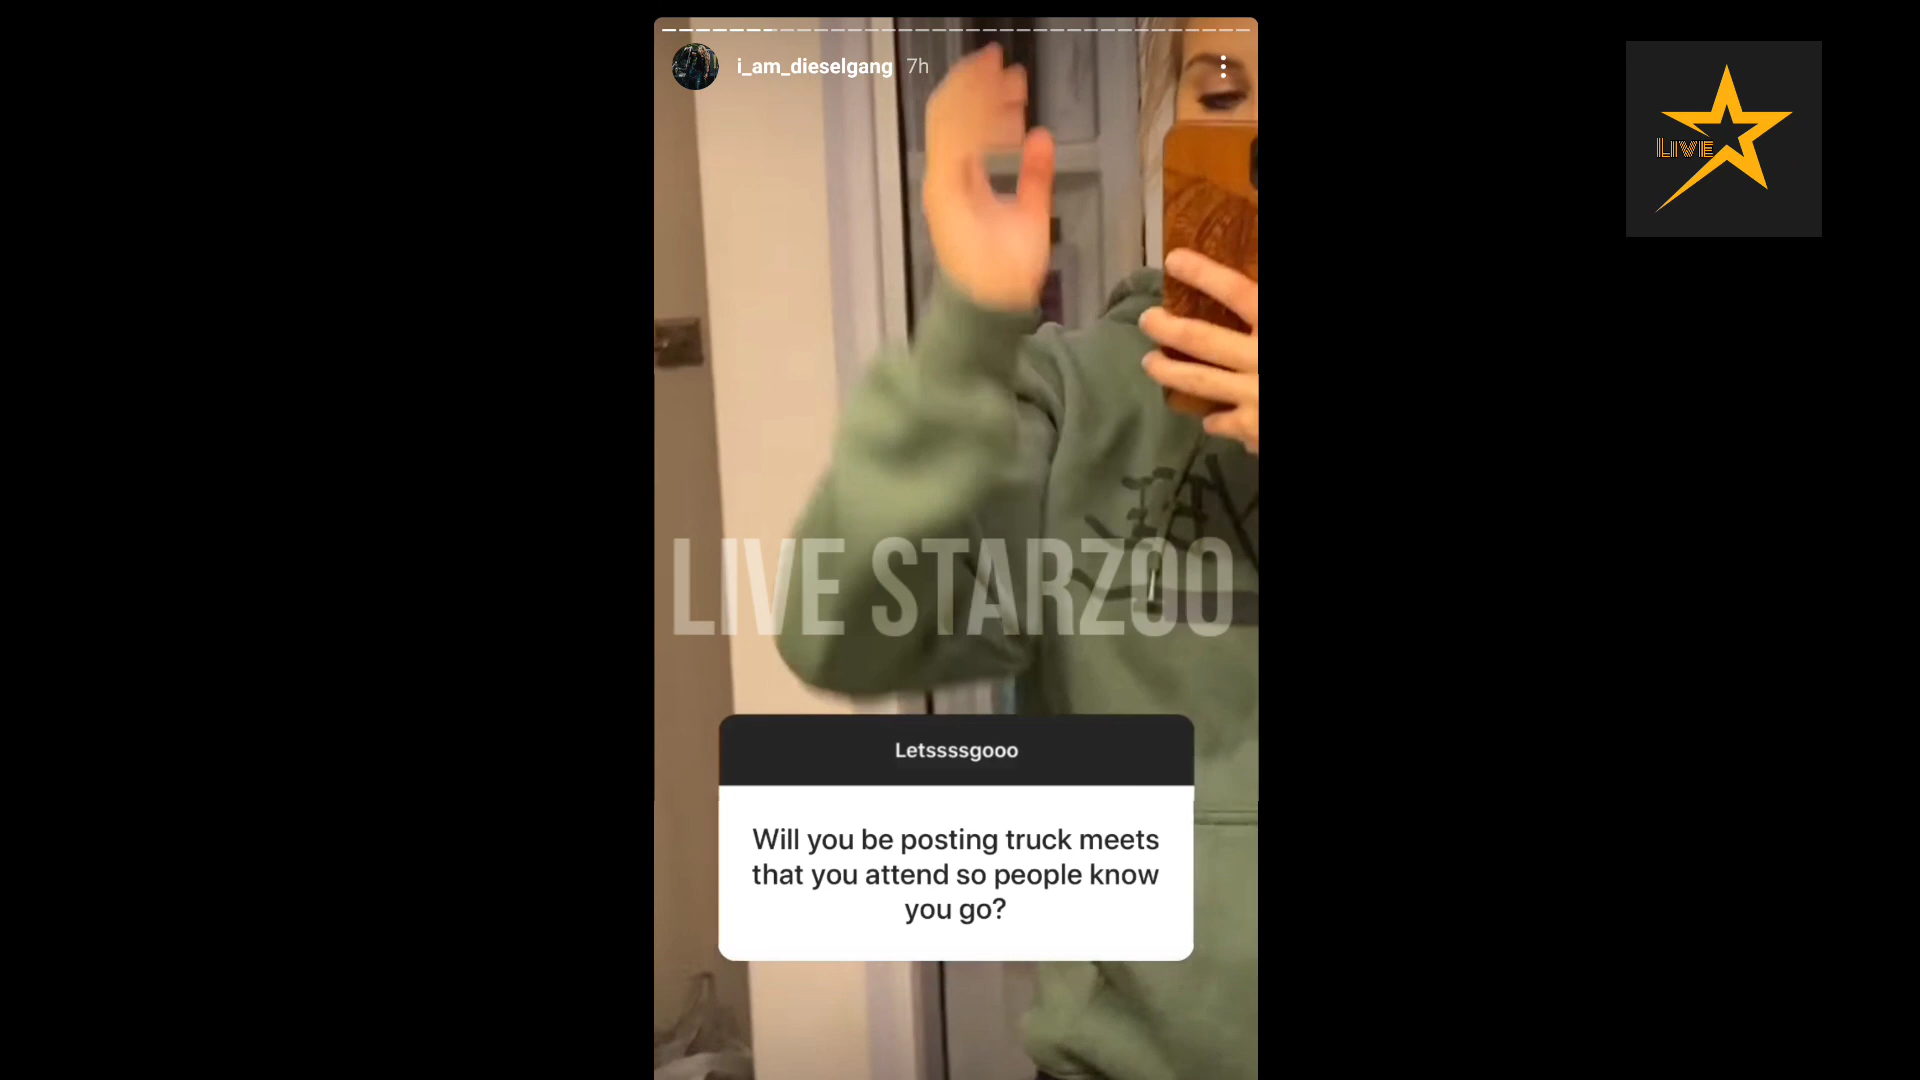 i_am_dieselgang 7h
LIVE
I AM
LIVE STARZOO
Letssssgooo
Will you be posting truck meets
that you attend so people know
you go?